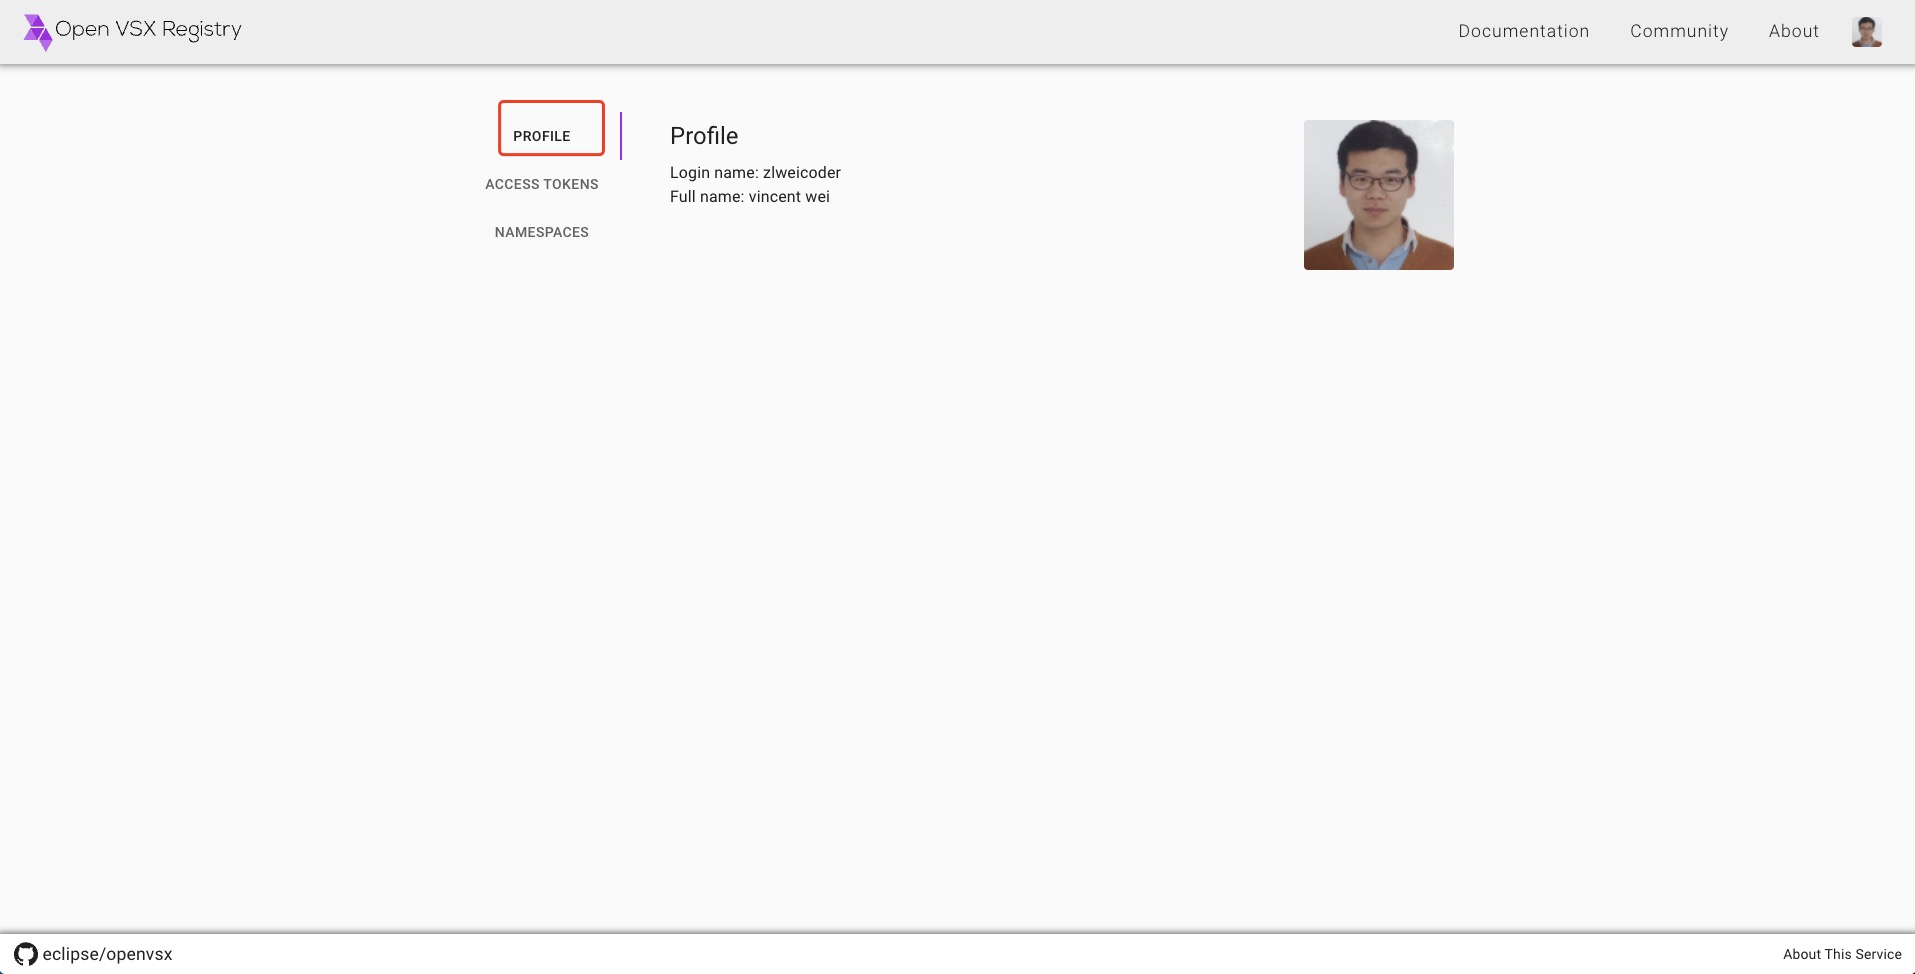 Open VSX Registry
Documentation
Community
About
PROFILE
ACCESS TOKENS
NAMESPACES
Profile
Login name: zlweicoder
Full name: vincent wei
eclipse/openvsx
About This Service